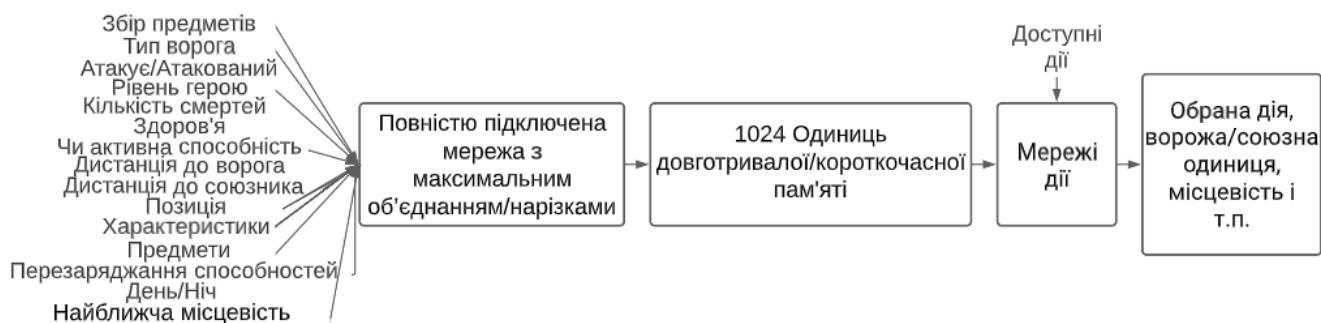 Збір предметів
Тип ворога
Атакує/Атакований
Рівень герою
Кількість смертей
Здоров'я
Чи активна способність
Дистанція до ворога
Дистанція до союзника
Позиція
Характеристики
Предмети
Перезаряджання способностей
День/Ніч
Найближча місцевість
Повністю підключена
мережа з
максимальним
об’єднанням/нарізками
1024 Одиниць
довготривалої/короткочасної
пам'яті
Доступні
дії
Мережі
дії
Обрана дія,
ворожа/союзна
одиниця,
місцевість і
т.п.